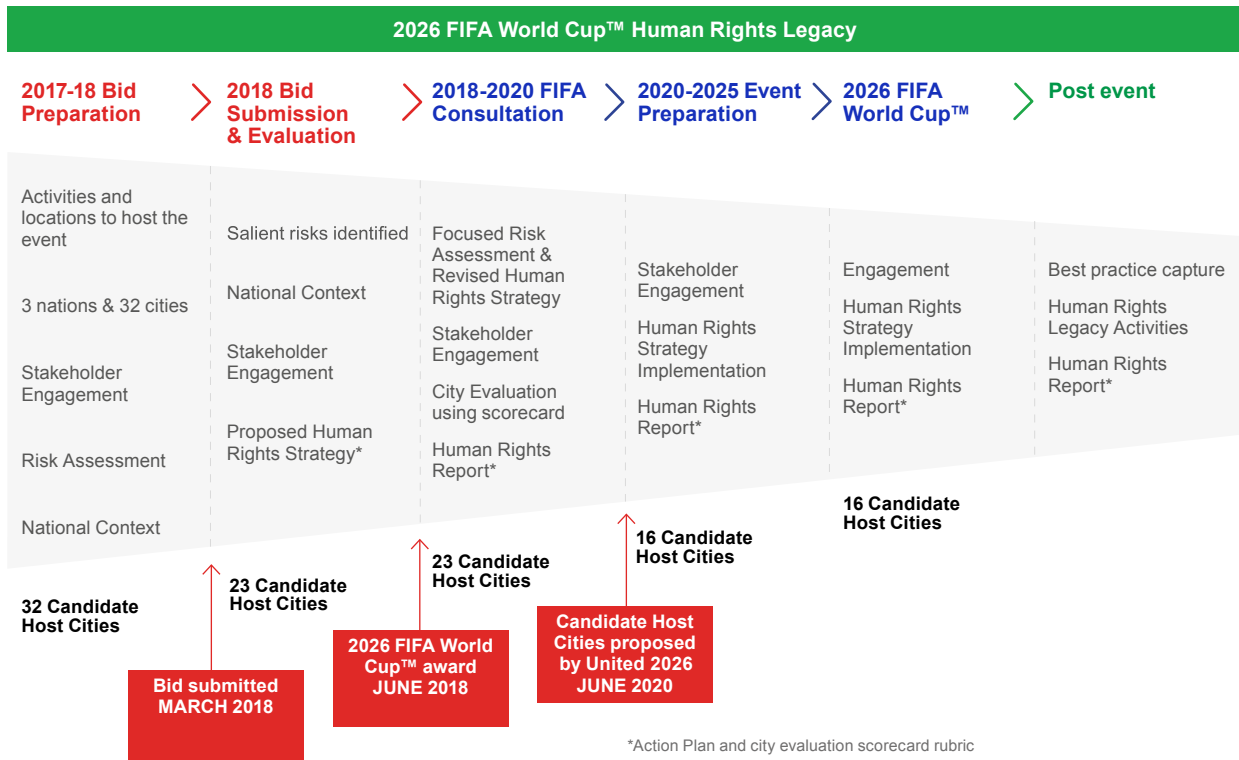 2026 FIFA World Cup™ Human Rights Legacy
2017-18 Bid
Preparation
2018 Bid
Submission
& Evaluation
2018-2020 FIFA
Consultation
2020-2025 Event
Preparation
2026 FIFA
World Cup™
Post event
Activities and
locations to host the
event
3 nations & 32 cities
Stakeholder
Engagement
Risk Assessment
National Context
32 Candidate
Host Cities
Salient risks identified
National Context
Stakeholder
Engagement
Proposed Human
Rights Strategy*
23 Candidate
Host Cities
Focused Risk
Assessment &
Revised Human
Rights Strategy
Stakeholder
Engagement
City Evaluation
using scorecard
Human Rights
Report*
23 Candidate
Host Cities
Stakeholder
Engagement
Human Rights
Strategy
Implementation
Human Rights
Report*
16 Candidate
Host Cities
Engagement
Human Rights
Strategy
Implementation
Human Rights
Report*
16 Candidate
Host Cities
Best practice capture
Human Rights
Legacy Activities
Human Rights
Report*
Bid submitted
MARCH 2018
2026 FIFA World
Cup™ award
JUNE 2018
Candidate Host
Cities proposed
by United 2026
JUNE 2020
*Action Plan and city evaluation scorecard rubric